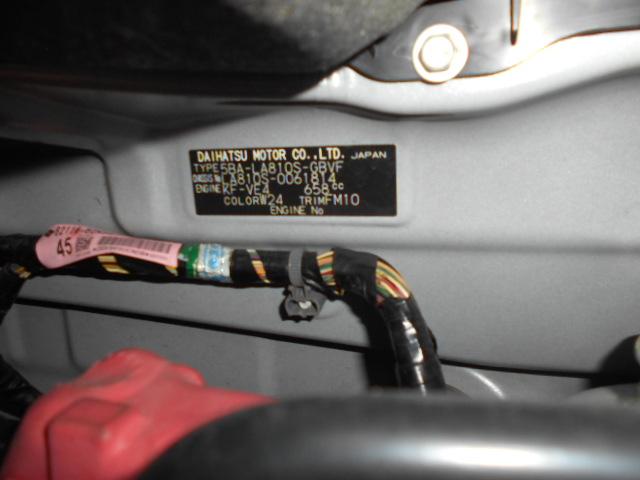 DAIHATSU MOTOR CO.,LTD. JAPAN
TYPE 5BA-LA810S-GBVF
CHASSIS No LA810S-0061814
ENGINE KF-VE4 658cc
COLOR W24 TRIM FM10
ENGINE No
45